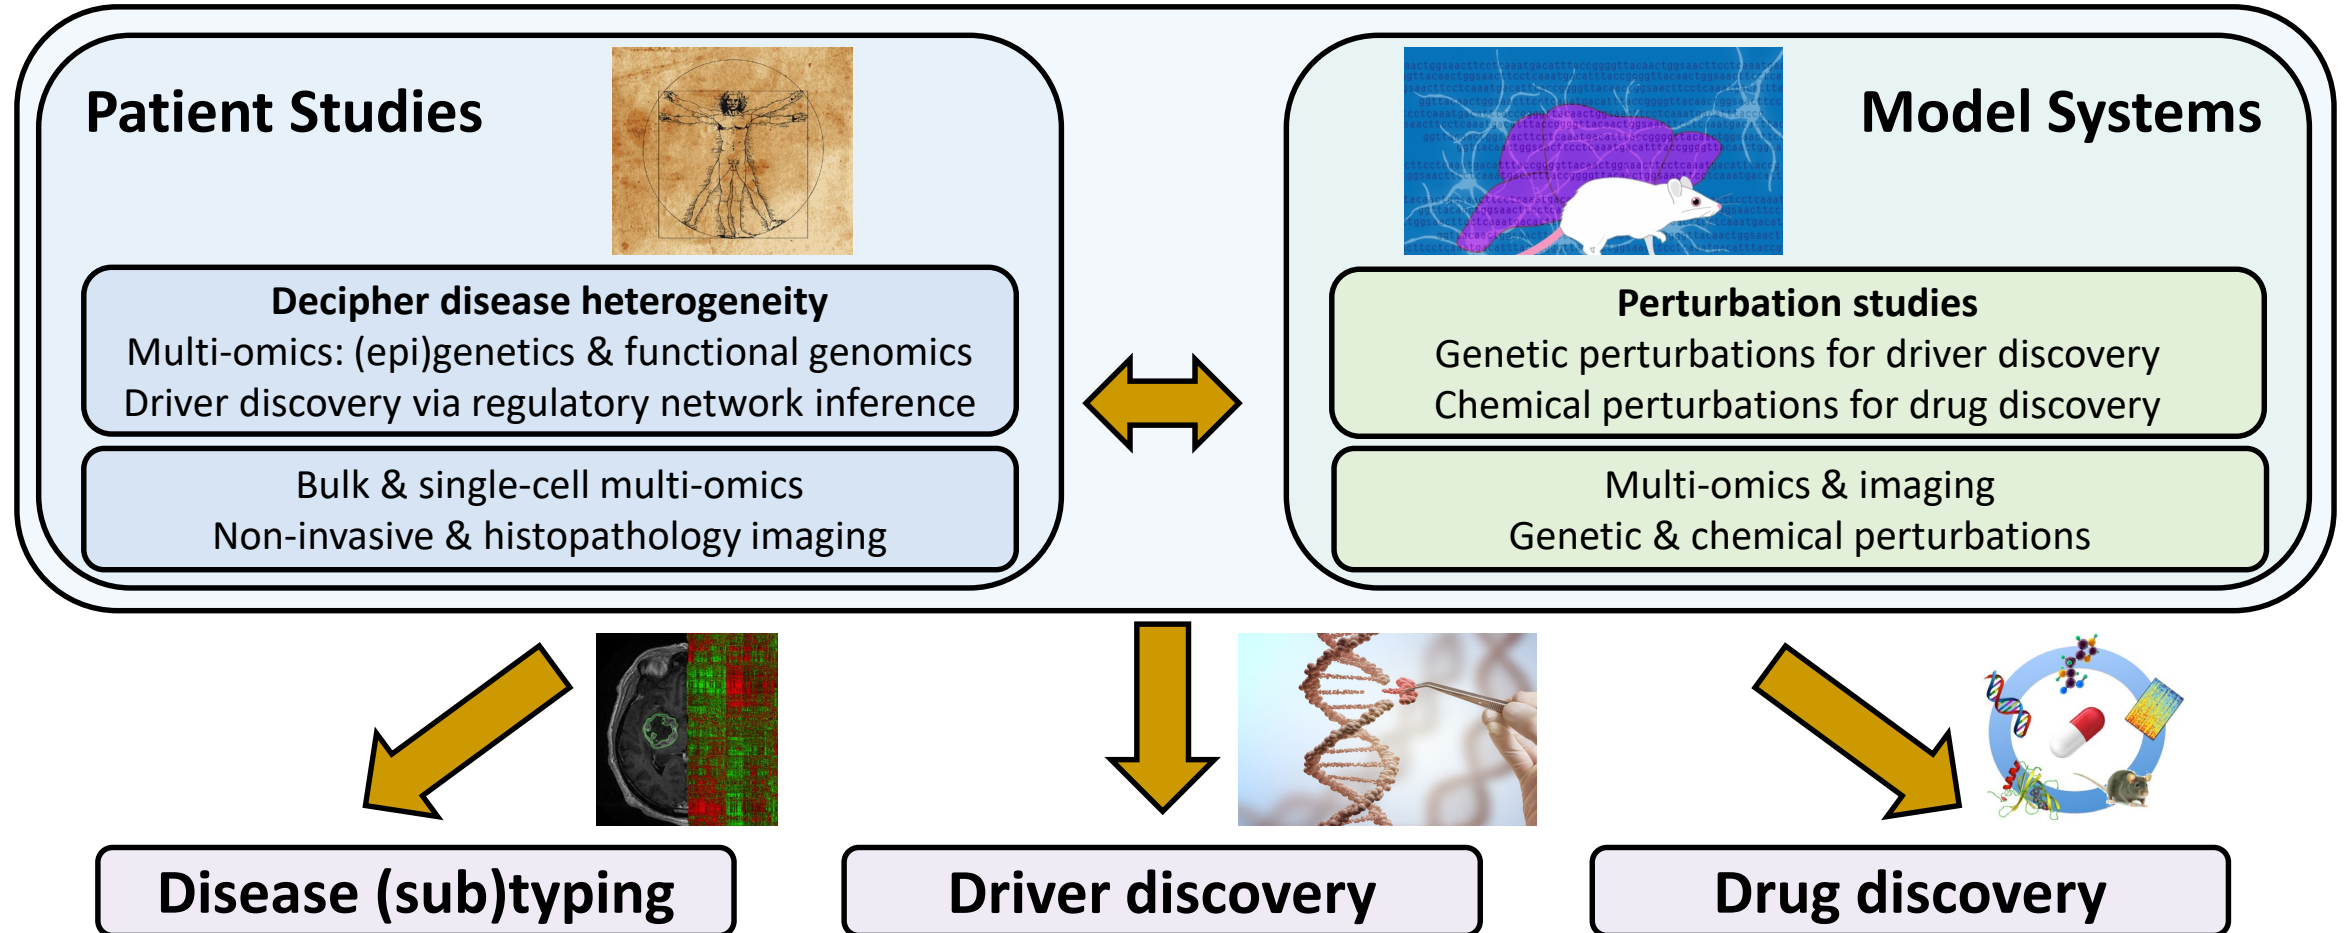 Patient Studies
Model Systems
Decipher disease heterogeneity
Multi-omics: (epi)genetics & functional genomics
Driver discovery via regulatory network inference
Bulk & single-cell multi-omics
Non-invasive & histopathology imaging
Perturbation studies
Genetic perturbations for driver discovery
Chemical perturbations for drug discovery
Multi-omics & imaging
Genetic & chemical perturbations
Disease (sub)typing
Driver discovery
Drug discovery